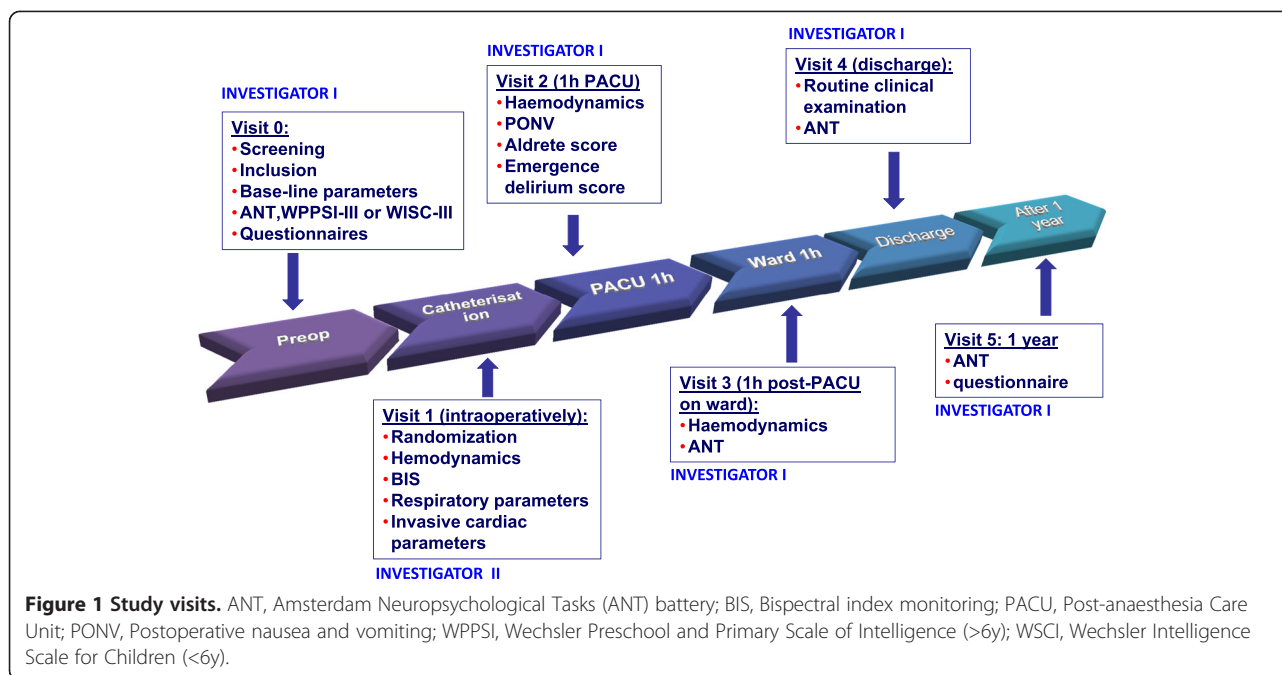 INVESTIGATOR I
Visit 0:
•Screening
•Inclusion
•Base-line parameters
•ANT,WPPSI-III or WISC-III
•Questionnaires
INVESTIGATOR I
Visit 2 (1h PACU)
•Haemodynamics
•PONV
•Aldrete score
•Emergence
delirium score
INVESTIGATOR I
Visit 4 (discharge):
•Routine clinical
examination
•ANT
Preop
Catheterisat
ion
PACU 1h
Ward 1h
Discharge
After 1
year
Visit 1 (intraoperatively):
•Randomization
•Hemodynamics
•BIS
•Respiratory parameters
•Invasive cardiac
parameters
INVESTIGATOR II
Visit 3 (1h post-PACU
on ward):
•Haemodynamics
•ANT
INVESTIGATOR I
Visit 5: 1 year
•ANT
•questionnaire
INVESTIGATOR I
Figure 1 Study visits. ANT, Amsterdam Neuropsychological Tasks (ANT) battery; BIS, Bispectral index monitoring; PACU, Post-anaesthesia Care
Unit; PONV, Postoperative nausea and vomiting; WPPSI, Wechsler Preschool and Primary Scale of Intelligence (>6y); WSCI, Wechsler Intelligence
Scale for Children (<6y).